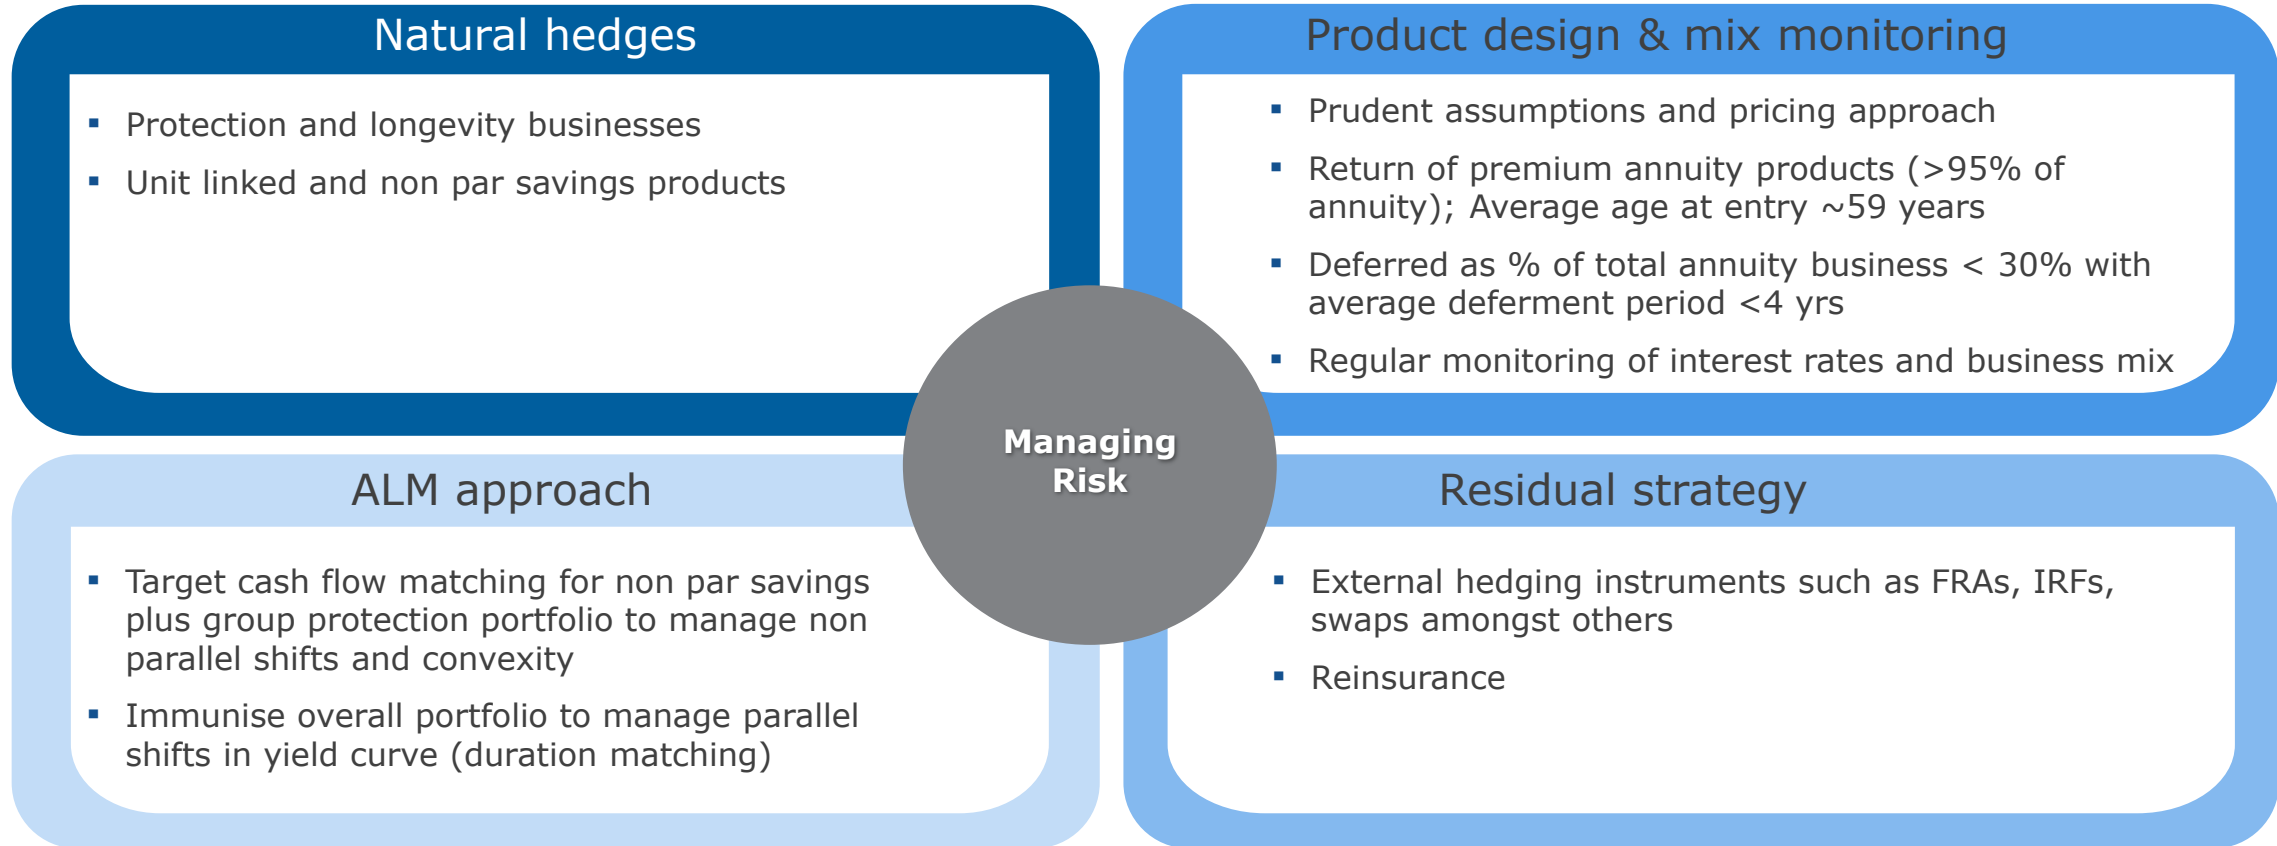 Natural hedges
▪ Protection and longevity businesses
▪ Unit linked and non par savings products
Product design & mix monitoring
▪ Prudent assumptions and pricing approach
▪ Return of premium annuity products (>95% of
annuity); Average age at entry ~59 years
▪ Deferred as % of total annuity business < 30% with
average deferment period <4 yrs
▪ Regular monitoring of interest rates and business mix
Managing
Risk
ALM approach
▪ Target cash flow matching for non par savings
plus group protection portfolio to manage non
parallel shifts and convexity
▪ Immunise overall portfolio to manage parallel
shifts in yield curve (duration matching)
Residual strategy
▪ External hedging instruments such as FRAs, IRFs,
swaps amongst others
▪ Reinsurance